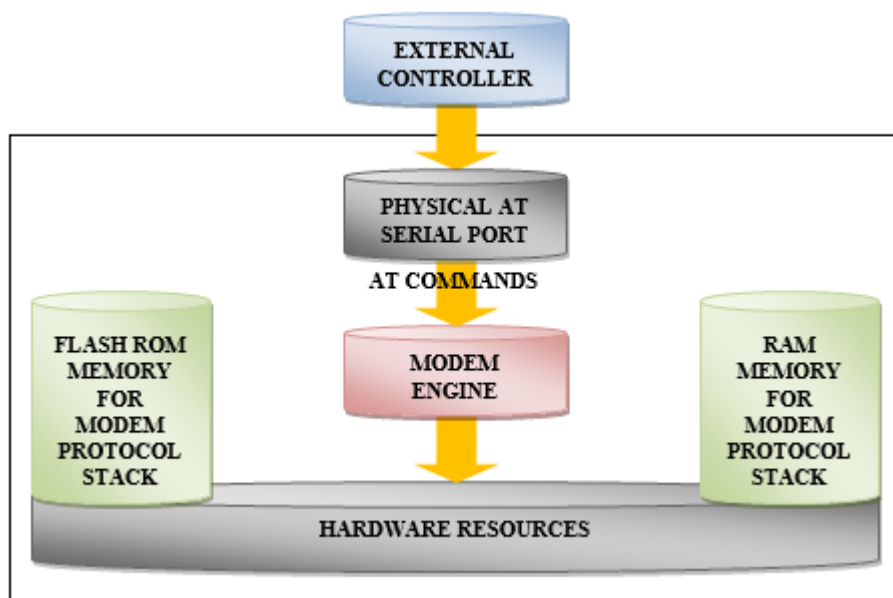 EXTERNAL
CONTROLLER
PHYSICAL AT
SERIAL PORT
AT COMMANDS
FLASH ROM
MEMORY
FOR
MODEM
PROTOCOL
STACK
MODEM
ENGINE
RAM
MEMORY
FOR
MODEM
PROTOCOL
STACK
HARDWARE RESOURCES